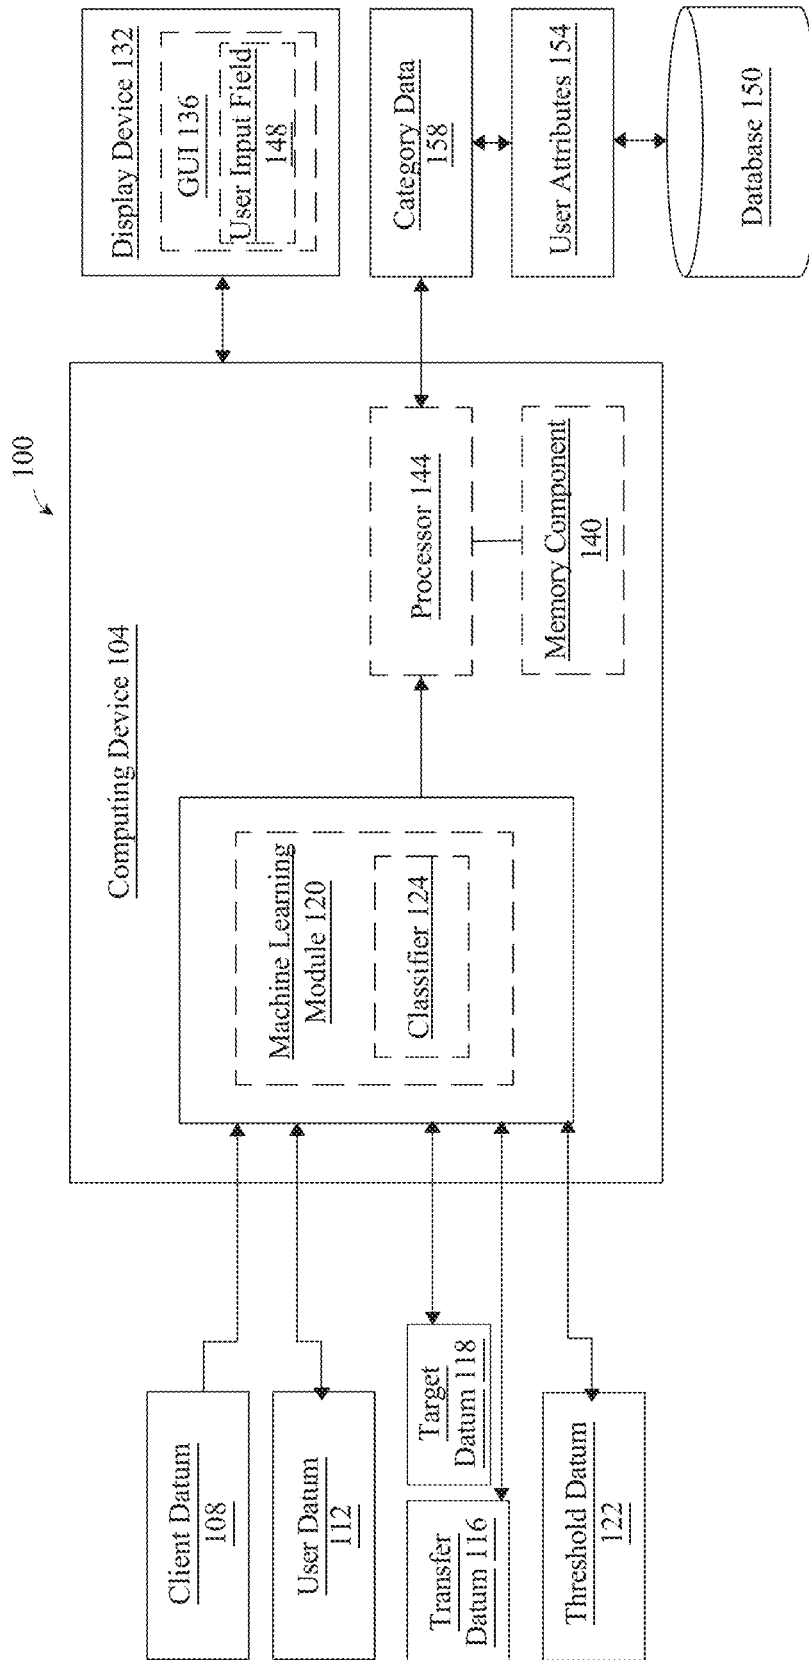 100
Computing Device 104
Client Datum
108
User Datum
112
Transfer
Datum 116
Target
Datum 118
Threshold Datum
122
Machine Learning
Module 120
Classifier 124
Processor 144
Memory Component
140
Display Device 132
GUI 136
User Input Field
148
Category Data
158
User Attributes 154
Database 150